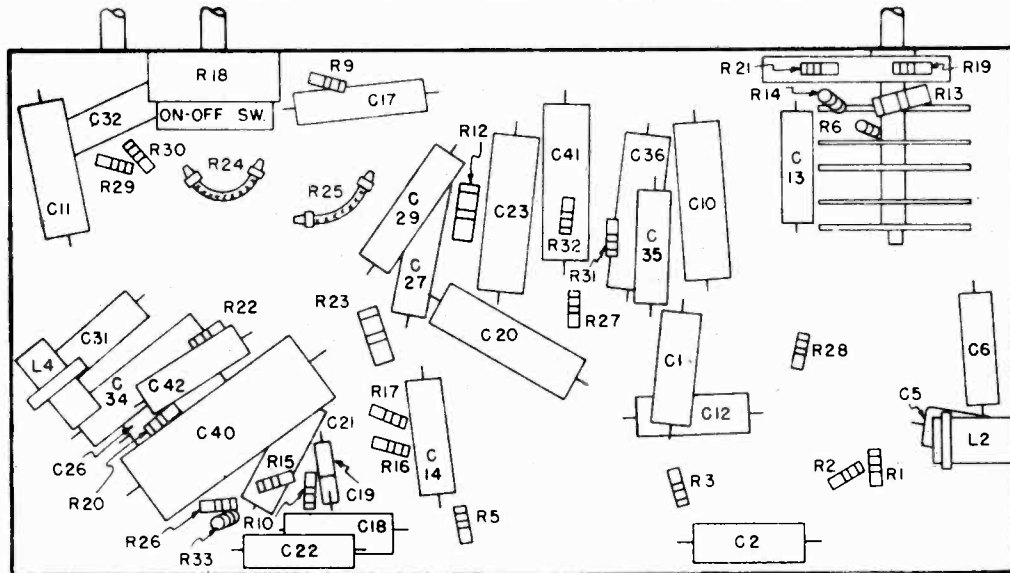 R18
ON-OFF SW.
R9
C17
R21
R19
R14
R13
R6
C
13
C32
R30
R29
R24
C11
R25
R12
C
29
C
27
C23
C41
R32
C36
R31
C
35
C10
R27
R23
C20
R22
C31
L4
C42
C
34
C40
C26
R20
R26
R33
R15
R10
C21
C19
C18
C22
R17
R16
C
14
R5
C1
C12
R3
C2
R28
C6
C5
L2
R2
R1